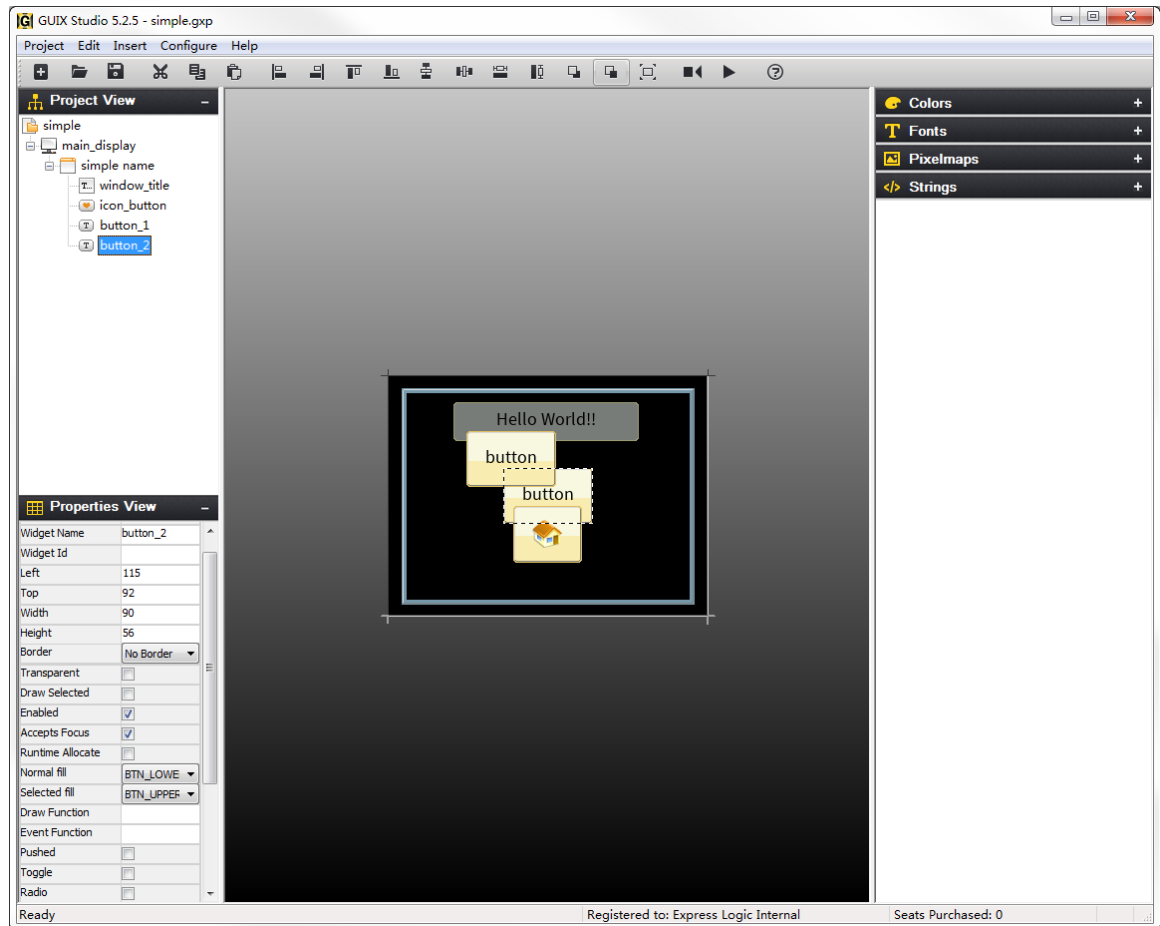 GUIX Studio 5.2.5 - simple.gxp
Project Edit Insert Configure Help
Project View
simple
main_display
simple name
window_title
icon_button
button_1
button_2
Colors
Fonts
Pixelmaps
Strings
Hello World!!
button
button
Properties View
Widget Name button_2
Widget Id
Left 115
Top 92
Width 90
Height 56
Border No Border
Transparent
Draw Selected
Enabled
Accepts Focus
Runtime Allocate
Normal fill BTN_LOWE
Selected fill BTN_UPPER
Draw Function
Event Function
Pushed
Toggle
Radio
Ready Registered to: Express Logic Internal Seats Purchased: 0